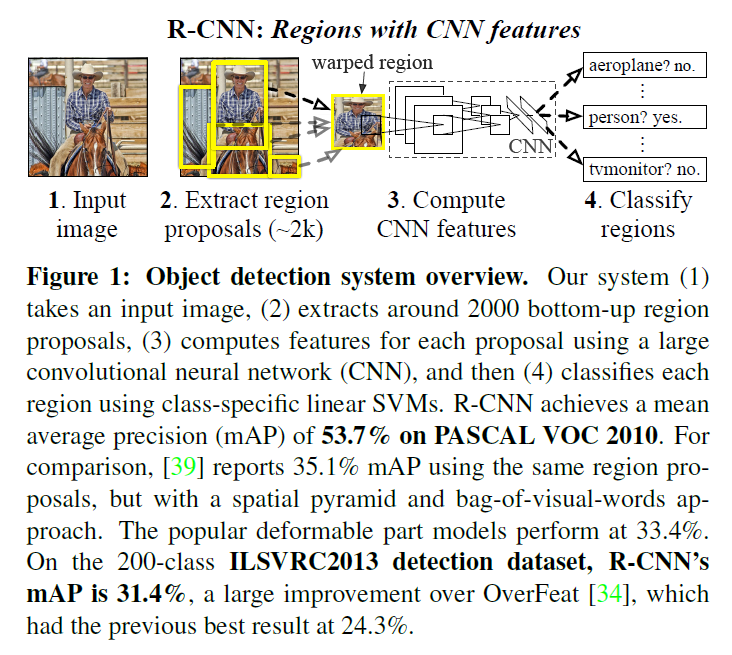 R-CNN: Regions with CNN features
warped region
aeroplane? no.
⋮
person? yes.
⋮
tvmonitor? no.
CNN
1. Input
image
2. Extract region
proposals (~2k)
3. Compute
CNN features
4. Classify
regions
Figure 1: Object detection system overview. Our system (1)
takes an input image, (2) extracts around 2000 bottom-up region
proposals, (3) computes features for each proposal using a large
convolutional neural network (CNN), and then (4) classifies each
region using class-specific linear SVMs. R-CNN achieves a mean
average precision (mAP) of 53.7% on PASCAL VOC 2010. For
comparison, [39] reports 35.1% mAP using the same region pro-
posals, but with a spatial pyramid and bag-of-visual-words ap-
proach. The popular deformable part models perform at 33.4%.
On the 200-class ILSVRC2013 detection dataset, R-CNN’s
mAP is 31.4%, a large improvement over OverFeat [34], which
had the previous best result at 24.3%.